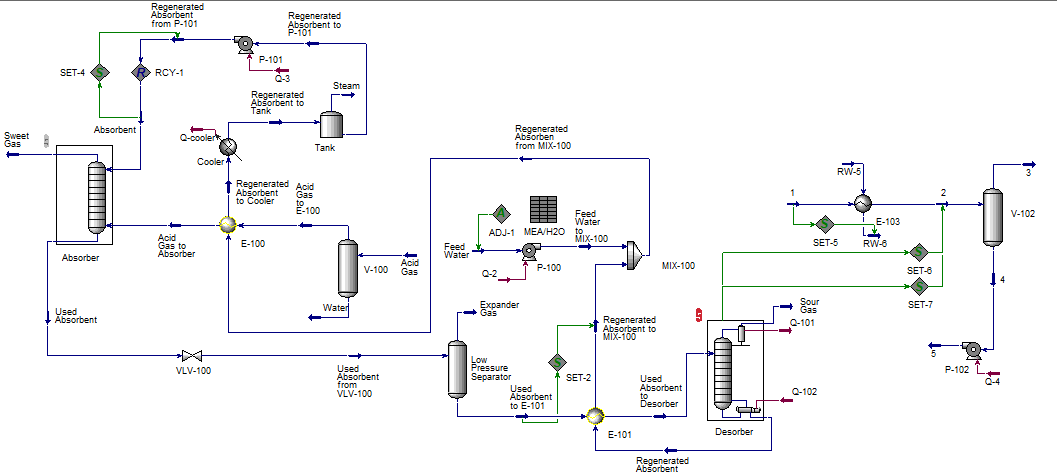 Regenerated
Absorbent
from P-101
Regenerated
Absorbent to
P-101
SET-4
S
R
RCY-1
P-101
Q-3
Steam
Regenerated
Absorbent to
Tank
Absorbent
Sweet
Gas
Q-cooler
Cooler
Tank
Regenerated
Absorben
from MIX-100
Regenerated
Absorbent
to Cooler
Acid
Gas
to
E-100
E-100
Acid
Gas to
Absorber
Absorber
V-100
Acid
Gas
Water
Used
Absorbent
VLV-100
Used
Absorbent
from
VLV-100
A
ADJ-1
MEA/H2O
Feed
Water
to
MIX-100
Feed
Water
Q-2
P-100
MIX-100
Expander
Gas
Low
Pressure
Separator
Regenerated
Absorbent to
MIX-100
S
SET-2
Used
Absorbent
to E-101
Used
Absorbent
to
Desorber
E-101
Regenerated
Absorbent
Sour
Gas
Q-101
Q-102
Desorber
RW-5
1
2
3
E-103
S
SET-5
RW-6
V-102
S
SET-6
S
SET-7
4
5
P-102
Q-4